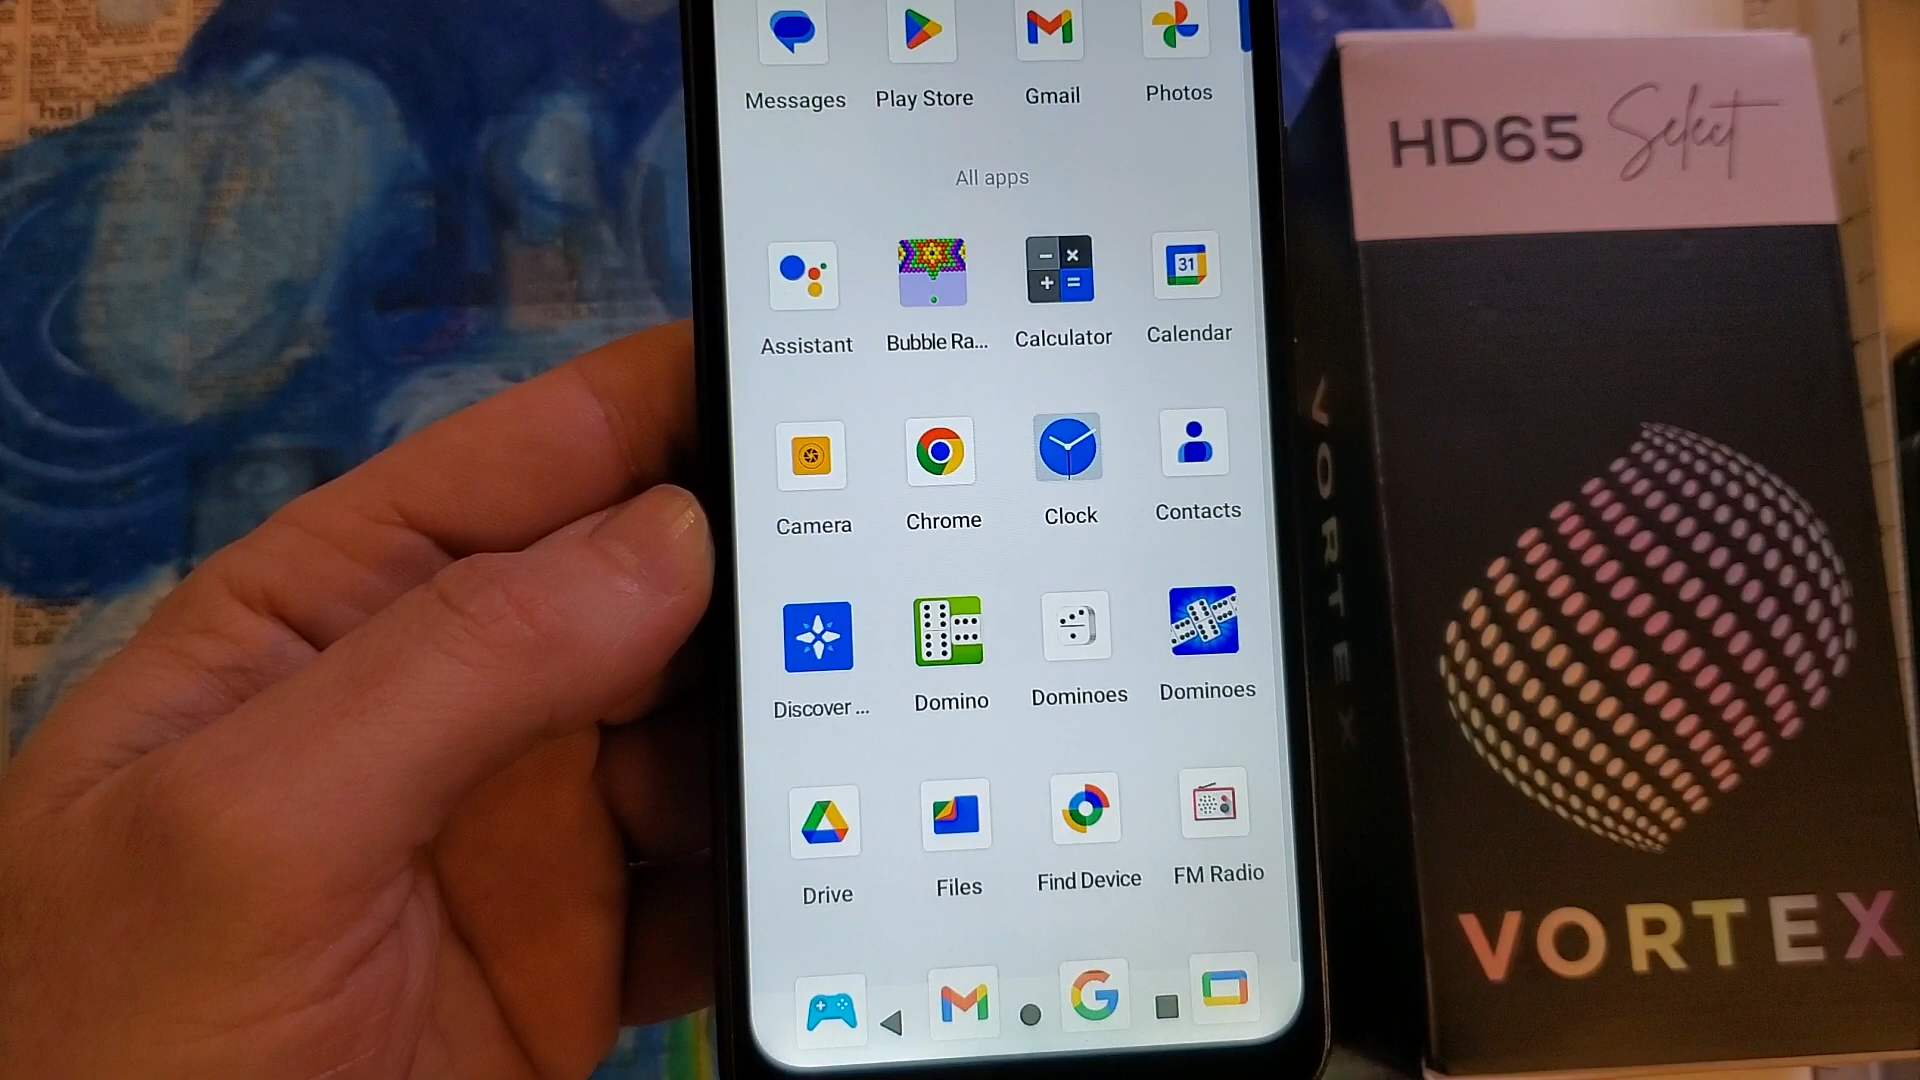 Messages Play Store Gmail Photos
All apps
31
Assistant Bubble Ra... Calculator Calendar
Camera Chrome Clock Contacts
Discover ... Domino Dominoes Dominoes
Drive Files Find Device FM Radio
HD65 Select
VORTEX
VORTEX